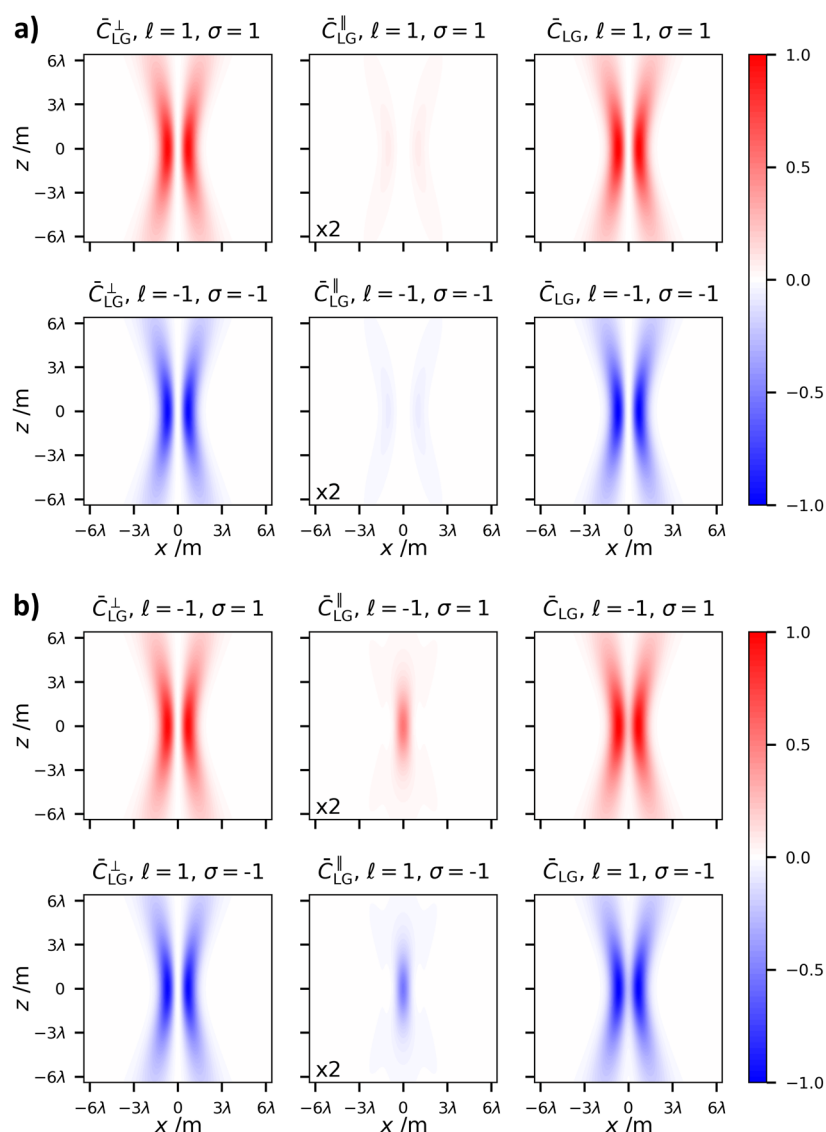 a)
C̄⊥LG, ℓ = 1, σ = 1
C̄∥LG, ℓ = 1, σ = 1
C̄LG, ℓ = 1, σ = 1
1.0
0.5
0.0
−0.5
−1.0
z /m
6λ
3λ
0
−3λ
−6λ
x2
C̄⊥LG, ℓ = -1, σ = -1
C̄∥LG, ℓ = -1, σ = -1
C̄LG, ℓ = -1, σ = -1
z /m
6λ
3λ
0
−3λ
−6λ
x2
−6λ −3λ 0 3λ 6λ
−6λ −3λ 0 3λ 6λ
−6λ −3λ 0 3λ 6λ
x /m
x /m
x /m
b)
C̄⊥LG, ℓ = -1, σ = 1
C̄∥LG, ℓ = -1, σ = 1
C̄LG, ℓ = -1, σ = 1
1.0
0.5
0.0
−0.5
−1.0
z /m
6λ
3λ
0
−3λ
−6λ
x2
C̄⊥LG, ℓ = 1, σ = -1
C̄∥LG, ℓ = 1, σ = -1
C̄LG, ℓ = 1, σ = -1
z /m
6λ
3λ
0
−3λ
−6λ
x2
−6λ −3λ 0 3λ 6λ
−6λ −3λ 0 3λ 6λ
−6λ −3λ 0 3λ 6λ
x /m
x /m
x /m